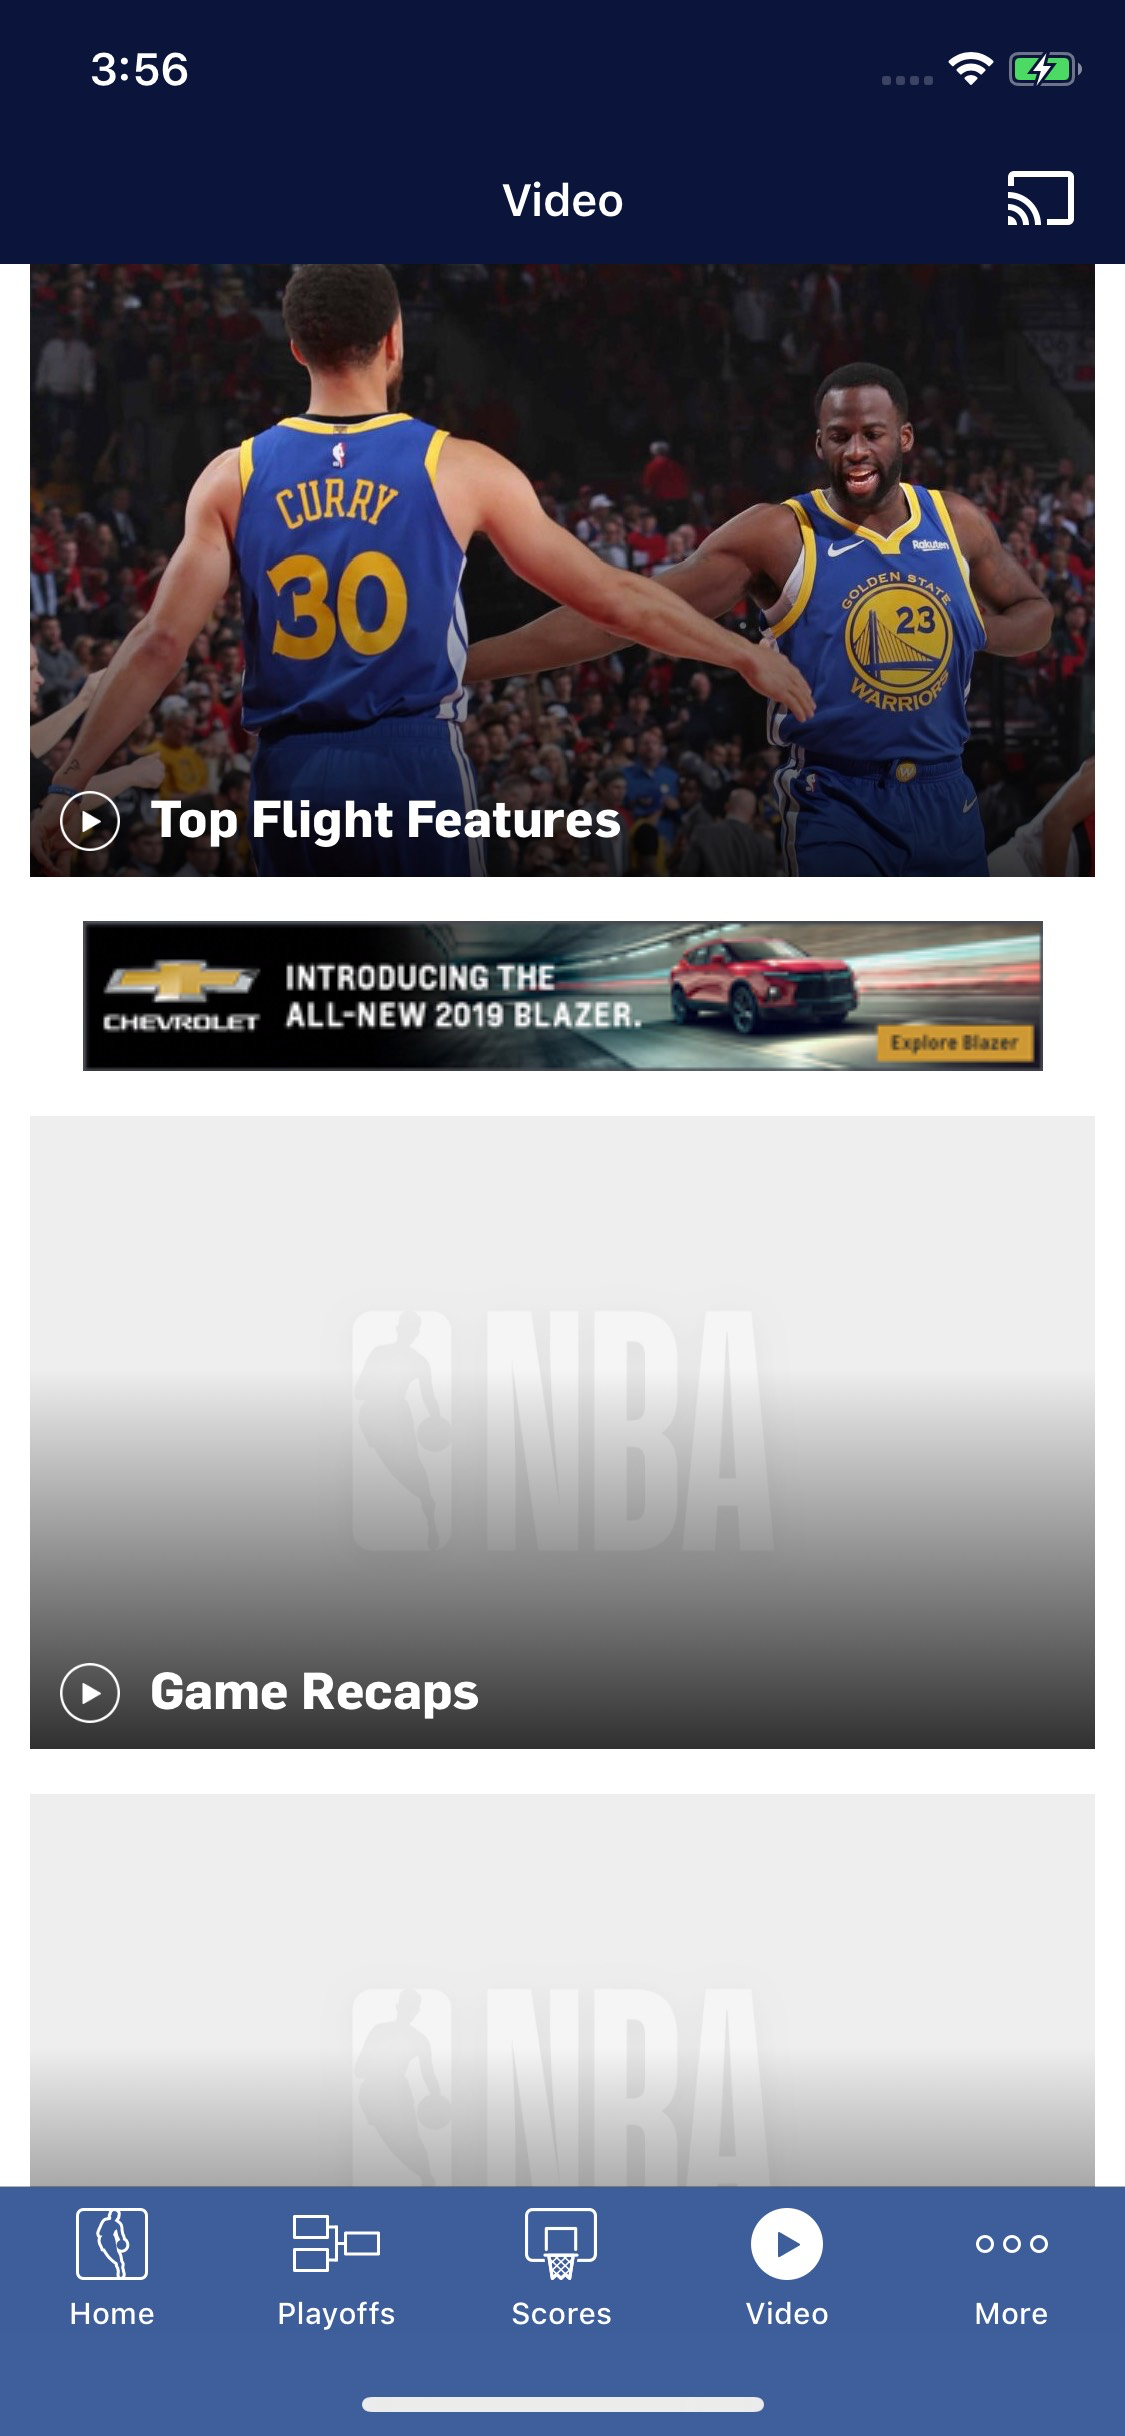 3:56
Video
CURRY
30
Rakuten
GOLDEN STATE
23
WARRIORS
W
Top Flight Features
CHEVROLET
INTRODUCING THE
ALL-NEW 2019 BLAZER.
Explore Blazer
NBA
Game Recaps
NBA
Home
Playoffs
Scores
Video
More